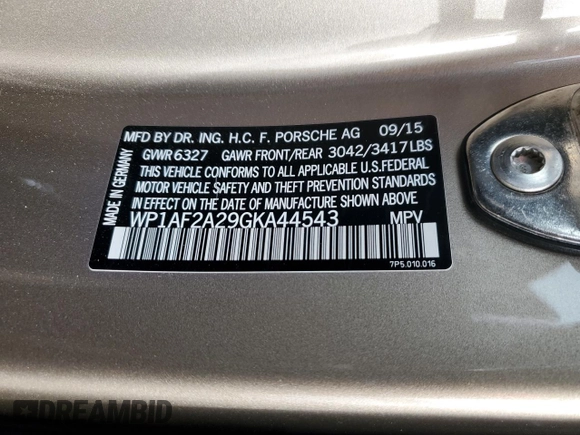 MFD BY DR. ING. H.C. F. PORSCHE AG 09/15
GVWR 6327 GAWR FRONT/REAR 3042/3417LBS
THIS VEHICLE CONFORMS TO ALL APPLICABLE U.S.FEDERAL
MOTOR VEHICLE SAFETY AND THEFT PREVENTION STANDARDS
IN EFFECT ON THE DATE OF MANUFACTURE SHOWN ABOVE
WP1AF2A29GKA44543 MPV
7P5.010.016
MADE IN GERMANY
DREAMBID